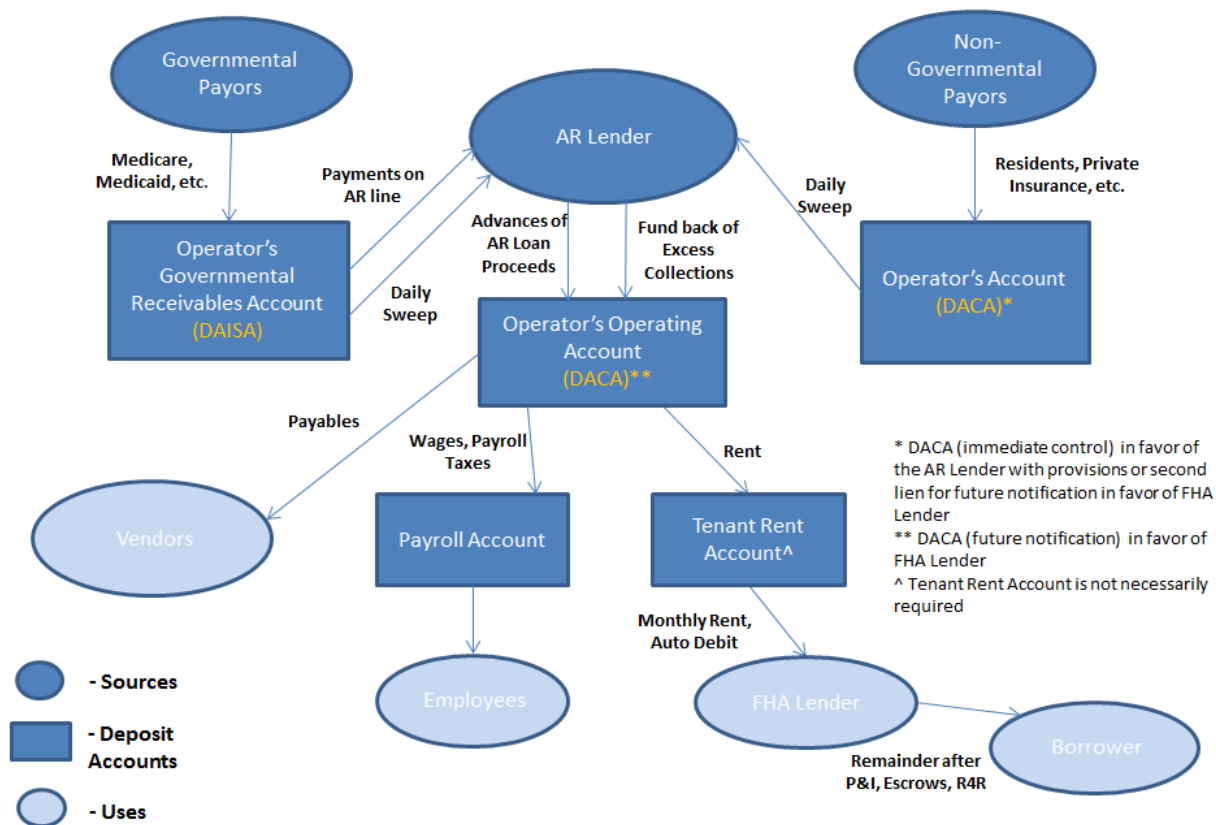 Governmental
Payors
Non-
Governmental
Payors
AR Lender
Medicare,
Medicaid, etc.
Payments on
AR line
Daily
Sweep
Residents, Private
Insurance, etc.
Advances of
AR Loan
Proceeds
Fund back of
Excess
Collections
Operator's
Governmental
Receivables Account
(DAISA)
Daily
Sweep
Operator's Account
(DACA)*
Operator's Operating
Account
(DACA)**
Payables
Wages, Payroll
Taxes
Rent
* DACA (immediate control) in favor of
the AR Lender with provisions or second
lien for future notification in favor of FHA
Lender
** DACA (future notification) in favor of
FHA Lender
^ Tenant Rent Account is not necessarily
required
Vendors
Payroll Account
Tenant Rent
Account^
Monthly Rent,
Auto Debit
- Sources
Employees
FHA Lender
- Deposit
Accounts
Borrower
Remainder after
P&I, Escrows, R4R
- Uses